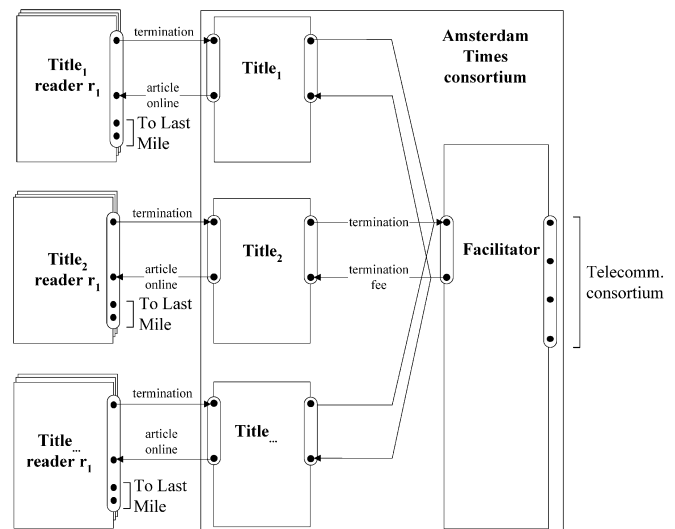 termination
Title1
reader r1
article
online
To Last
Mile
Title1
Amsterdam
Times
consortium
termination
Title2
reader r1
article
online
To Last
Mile
Title2
termination
termination
fee
Facilitator
Telecomm.
consortium
termination
Title...
reader r1
article
online
To Last
Mile
Title...